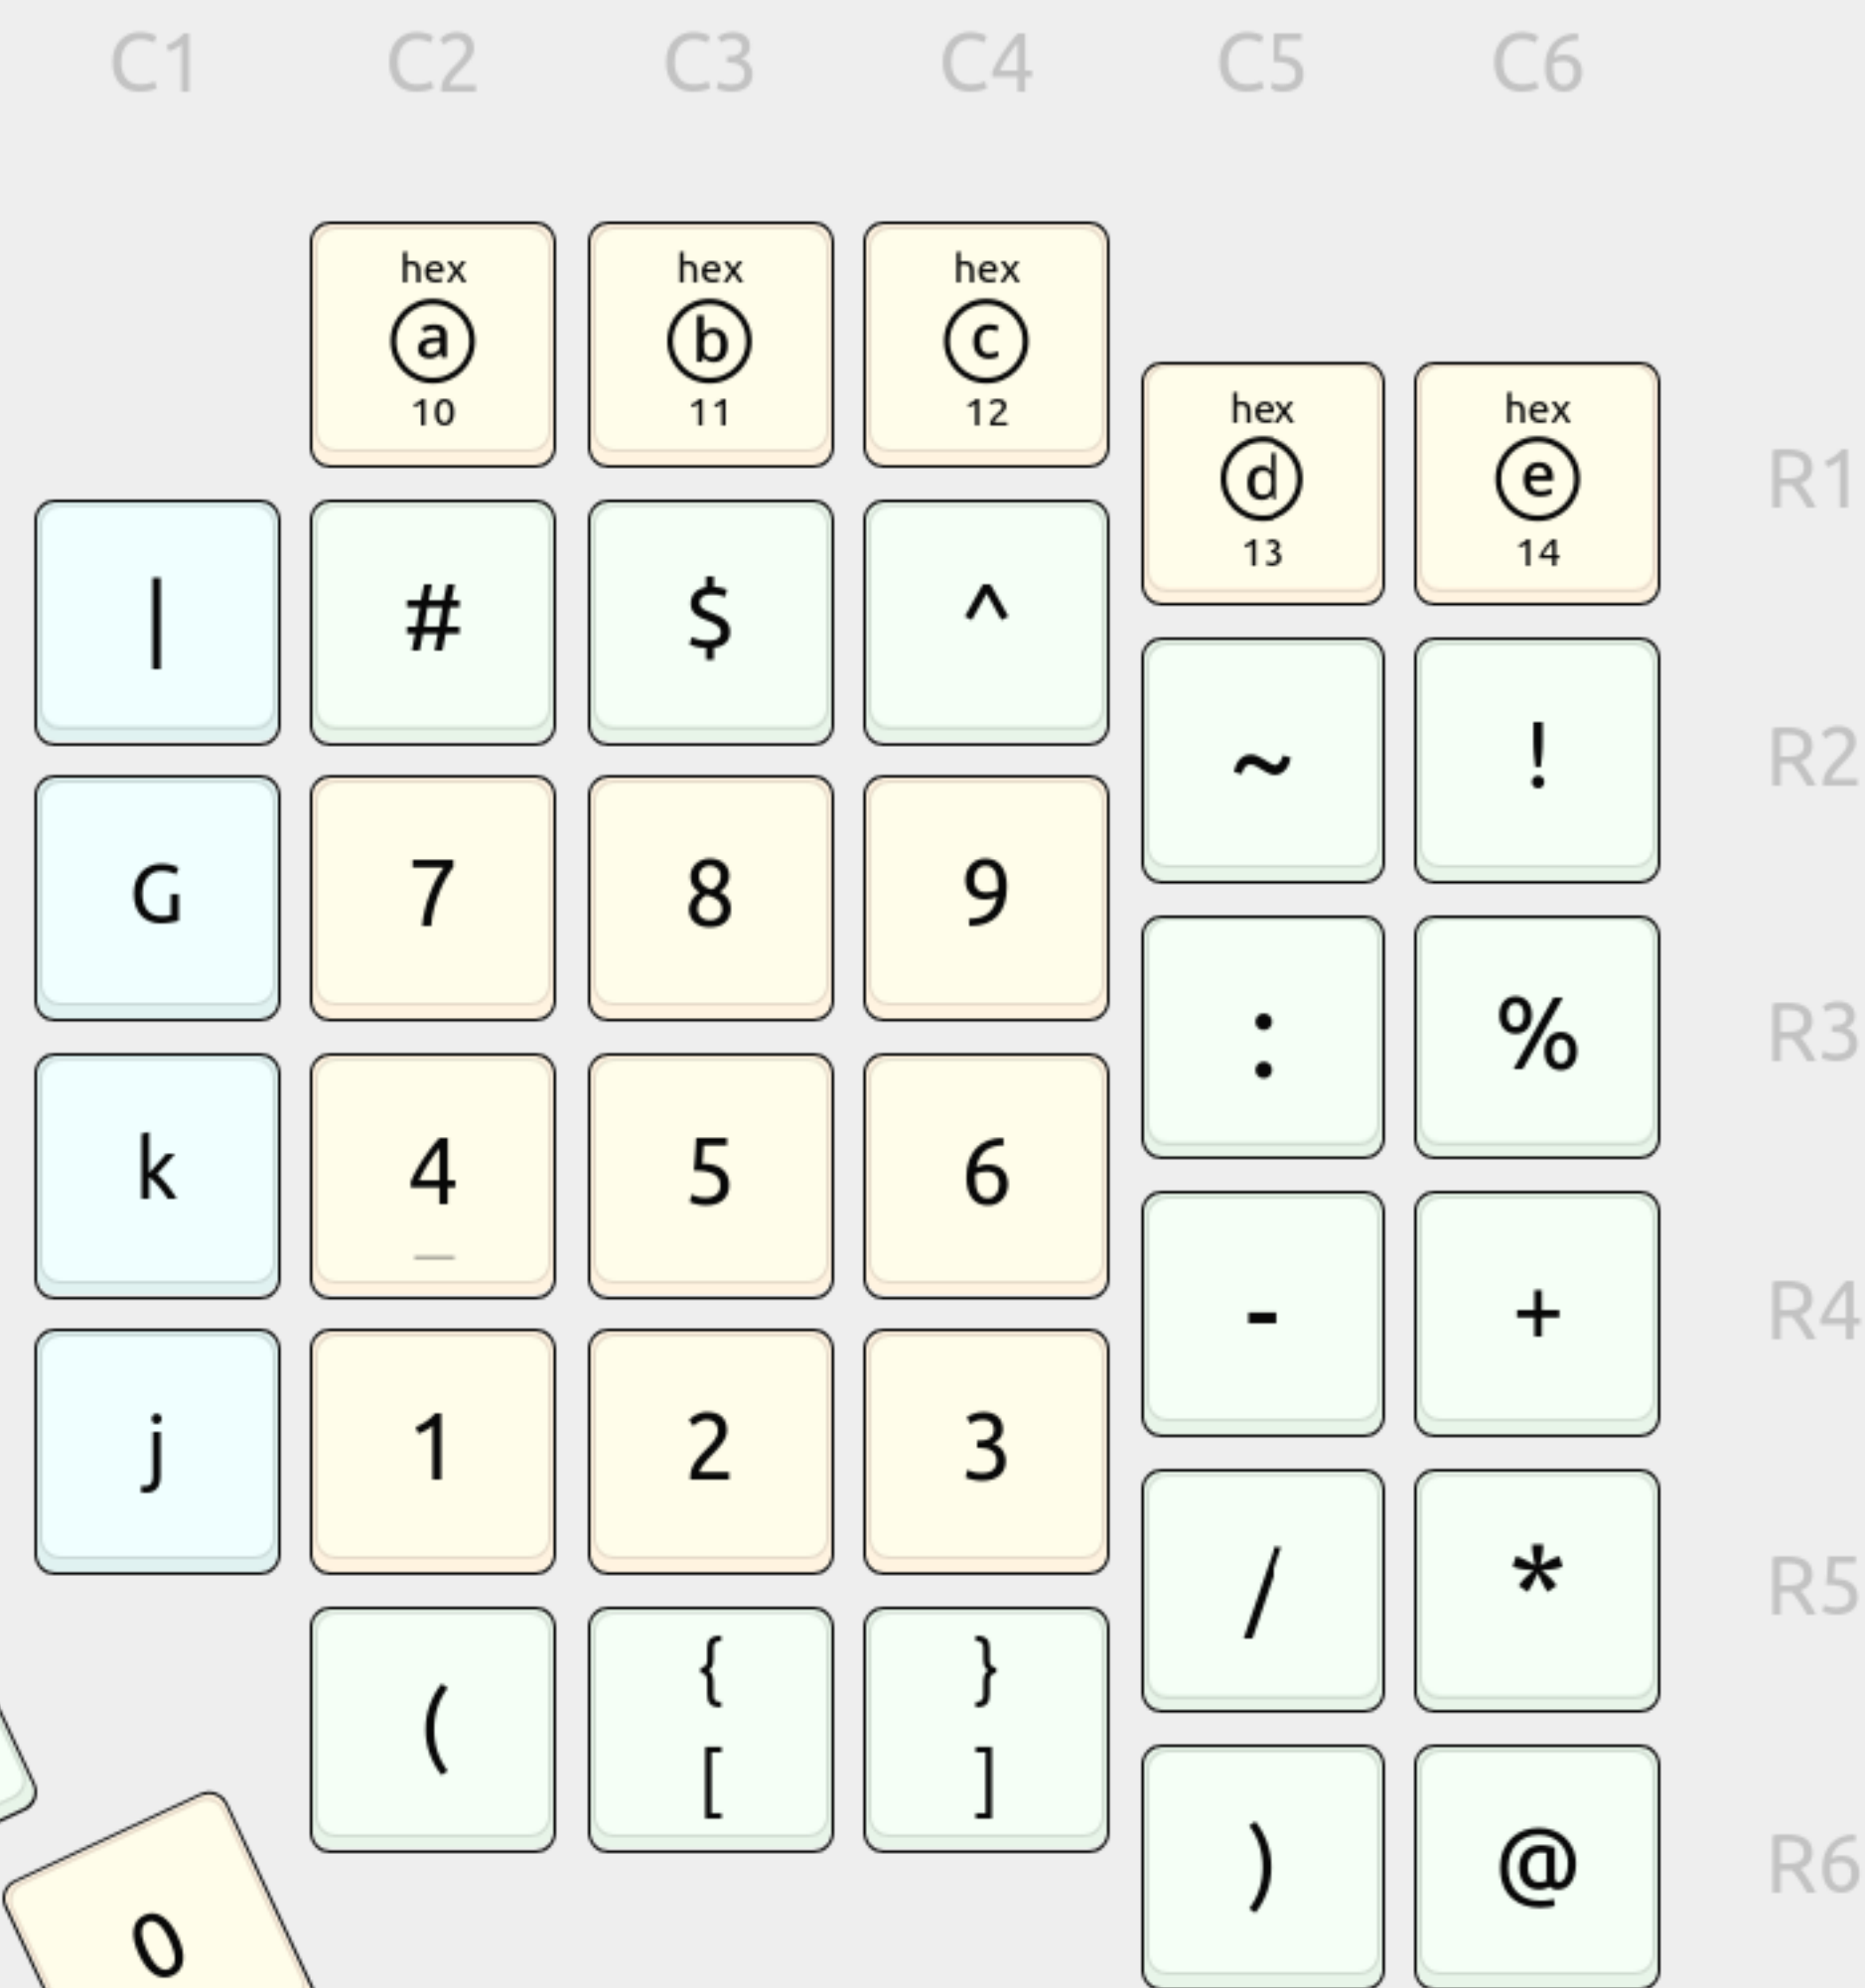 C1 C2 C3 C4 C5 C6
hex hex hex
a b c
10 11 12
hex hex
d e
13 14
R1
| # $ ^
~ !
R2
G 7 8 9
: %
R3
k 4 5 6
_
- +
R4
j 1 2 3
/ *
R5
( { }
[ ]
) @
R6
0